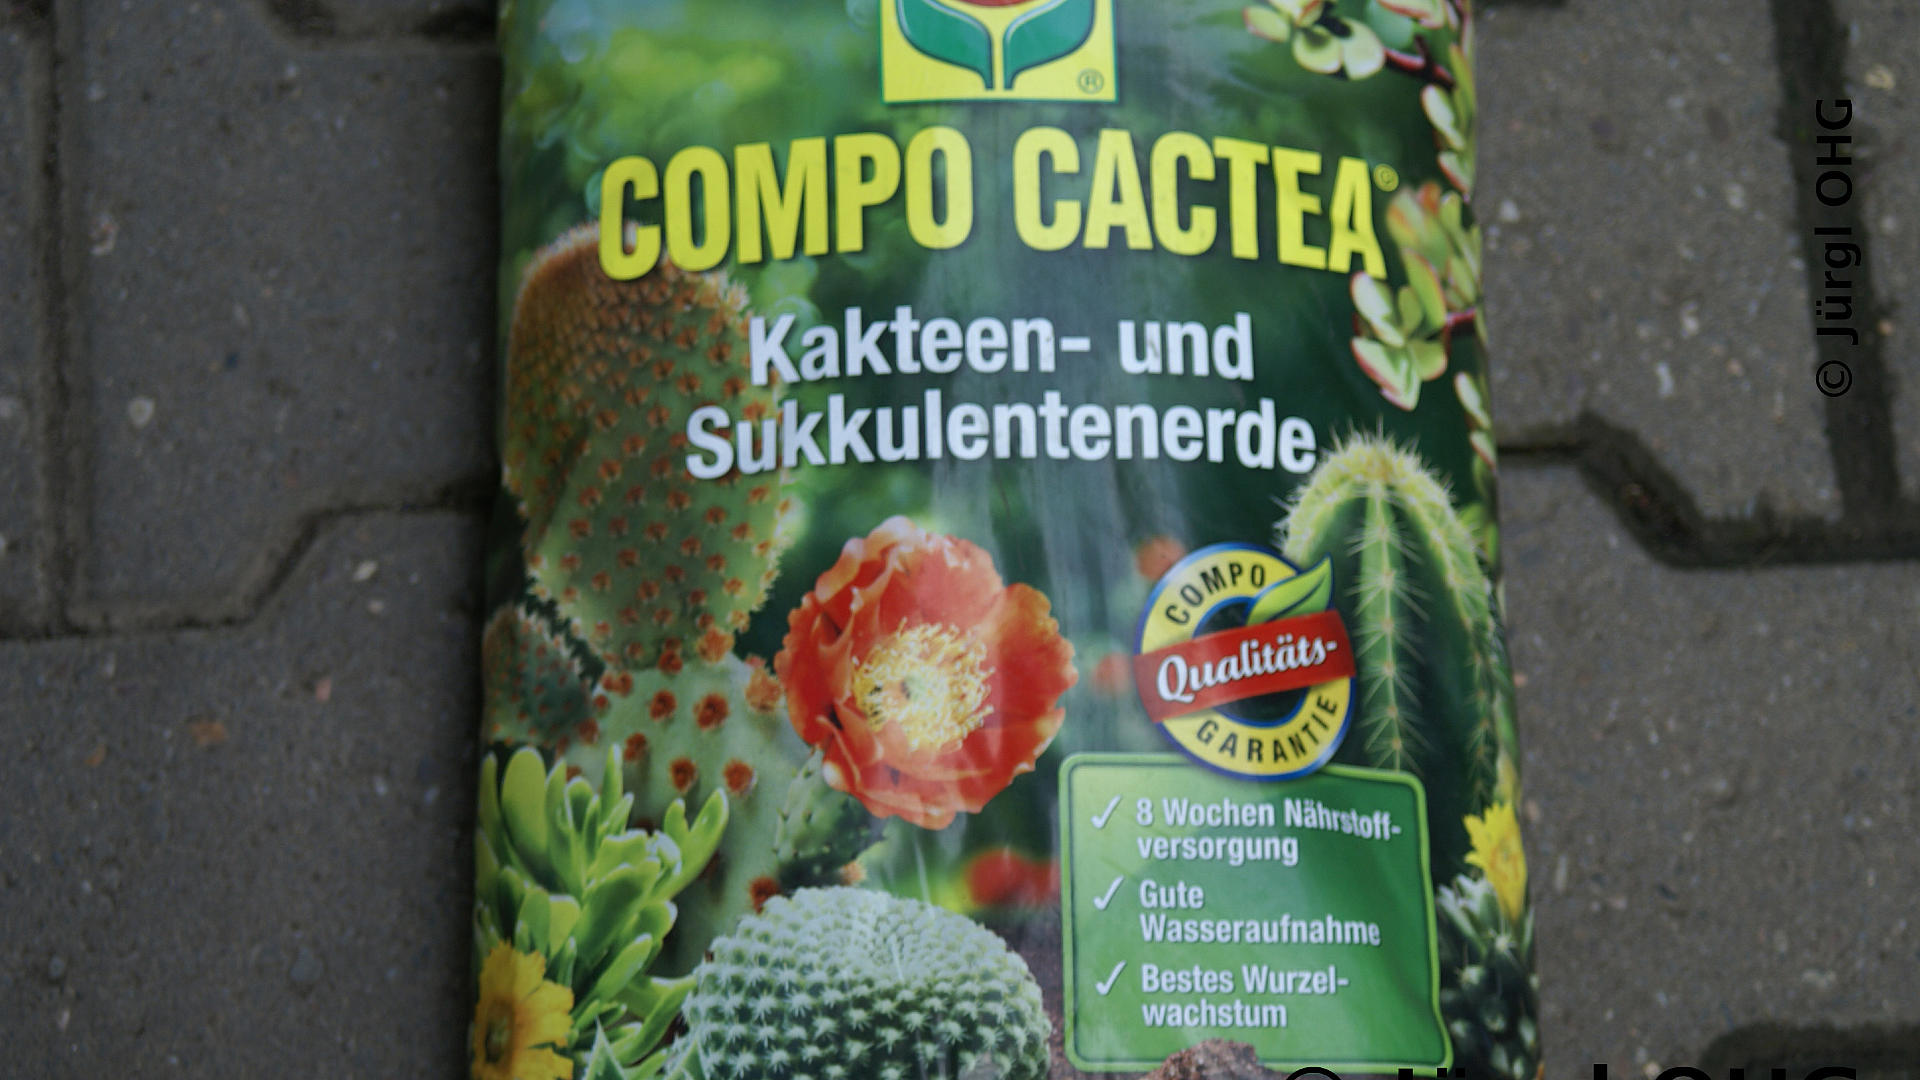 ®
COMPO CACTEA®
Kakteen- und
Sukkulentenerde
COMPO
Qualitäts-
GARANTIE
✓ 8 Wochen Nährstoff-
versorgung
✓ Gute
Wasseraufnahme
✓ Bestes Wurzel-
wachstum
© Jürgl OHG